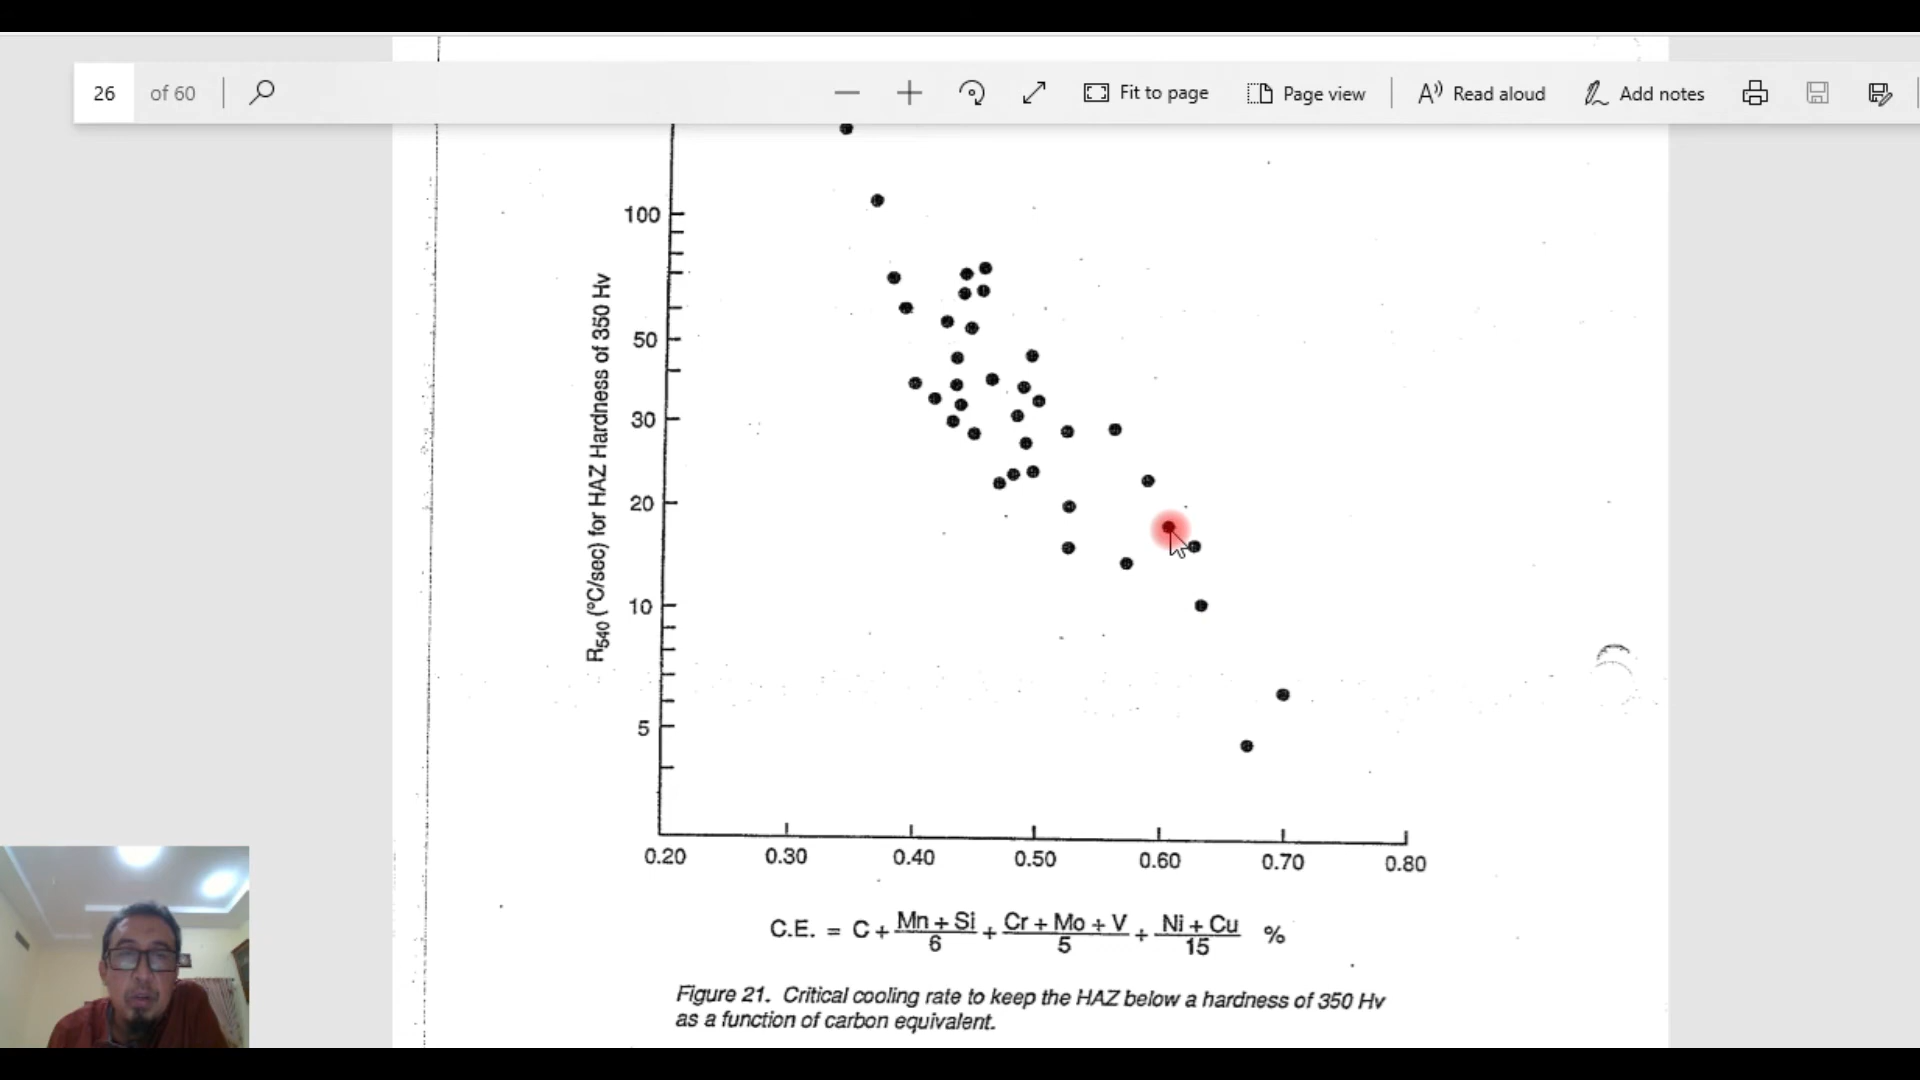 26 of 60 Fit to page Page view A Read aloud Add notes
100
50
30
20
10
5
R540 (°C/sec) for HAZ Hardness of 350 Hv
0.20 0.30 0.40 0.50 0.60 0.70 0.80
C.E. = C + Mn + Si / 6 + Cr + Mo + V / 5 + Ni + Cu / 15 %
Figure 21. Critical cooling rate to keep the HAZ below a hardness of 350 Hv
as a function of carbon equivalent.